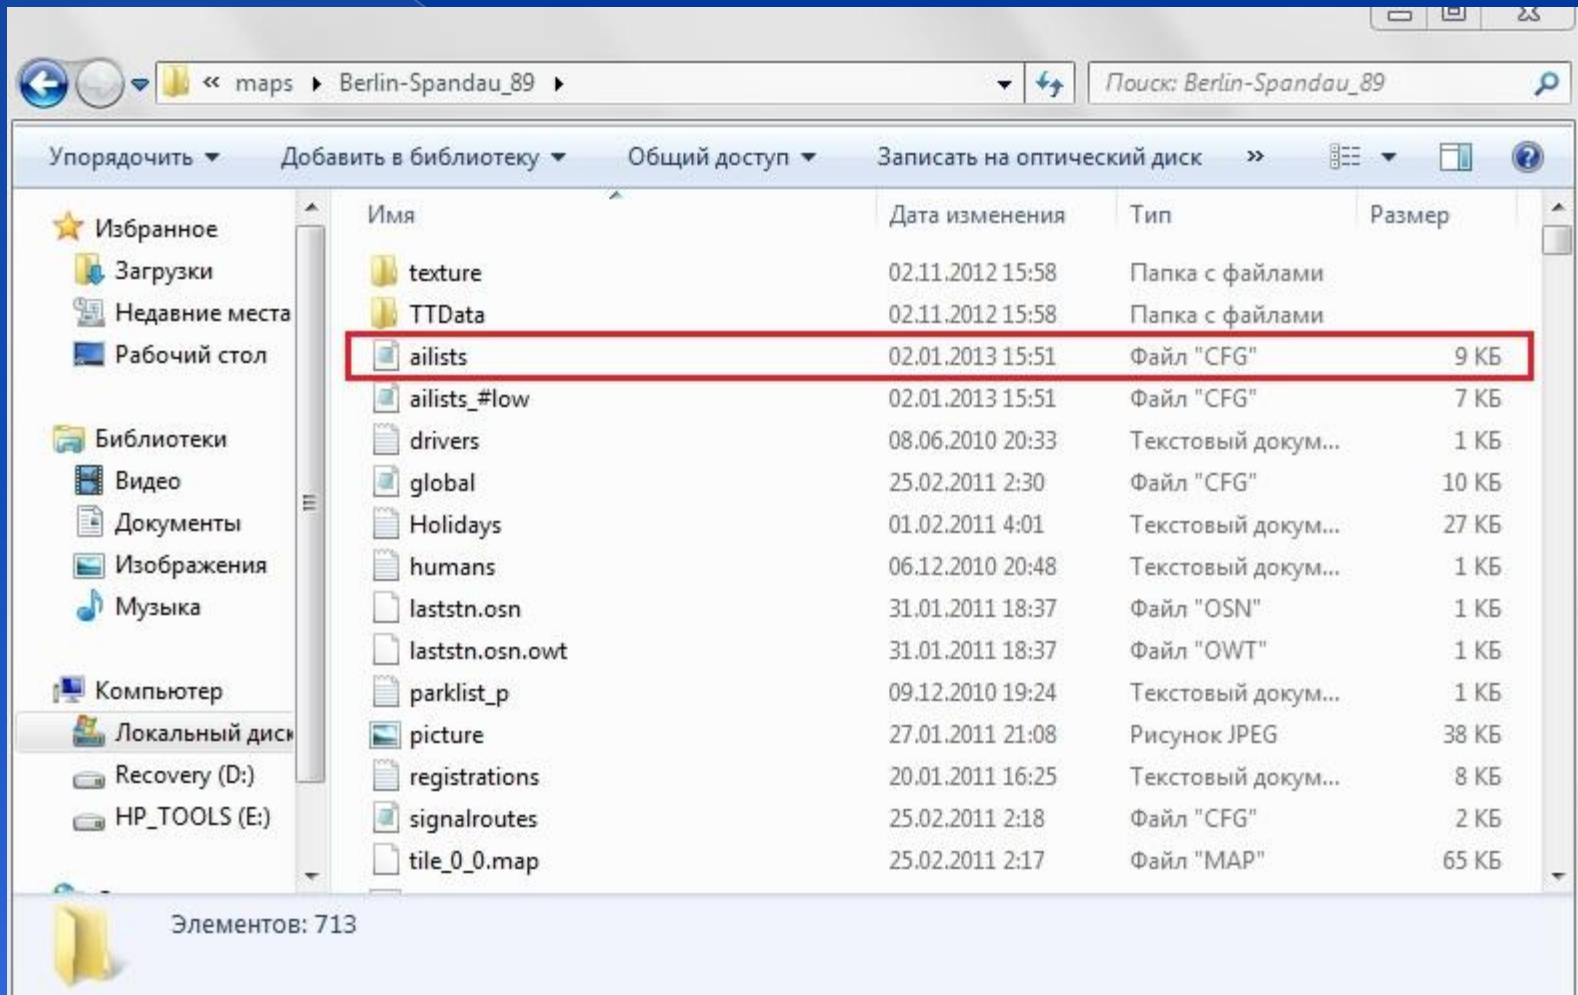 « maps Berlin-Spandau_89 Поиск: Berlin-Spandau_89
Упорядочить Добавить в библиотеку Общий доступ Записать на оптический диск »
Имя Дата изменения Тип Размер
Избранное
Загрузки
Недавние места
Рабочий стол
Библиотеки
Видео
Документы
Изображения
Музыка
Компьютер
Локальный диск
Recovery (D:)
HP_TOOLS (E:)
texture 02.11.2012 15:58 Папка с файлами
TTData 02.11.2012 15:58 Папка с файлами
ailists 02.01.2013 15:51 Файл "CFG" 9 КБ
ailists_#low 02.01.2013 15:51 Файл "CFG" 7 КБ
drivers 08.06.2010 20:33 Текстовый докум... 1 КБ
global 25.02.2011 2:30 Файл "CFG" 10 КБ
Holidays 01.02.2011 4:01 Текстовый докум... 27 КБ
humans 06.12.2010 20:48 Текстовый докум... 1 КБ
laststn.osn 31.01.2011 18:37 Файл "OSN" 1 КБ
laststn.osn.owt 31.01.2011 18:37 Файл "OWT" 1 КБ
parklist_p 09.12.2010 19:24 Текстовый докум... 1 КБ
picture 27.01.2011 21:08 Рисунок JPEG 38 КБ
registrations 20.01.2011 16:25 Текстовый докум... 8 КБ
signalroutes 25.02.2011 2:18 Файл "CFG" 2 КБ
tile_0_0.map 25.02.2011 2:17 Файл "MAP" 65 КБ
Элементов: 713